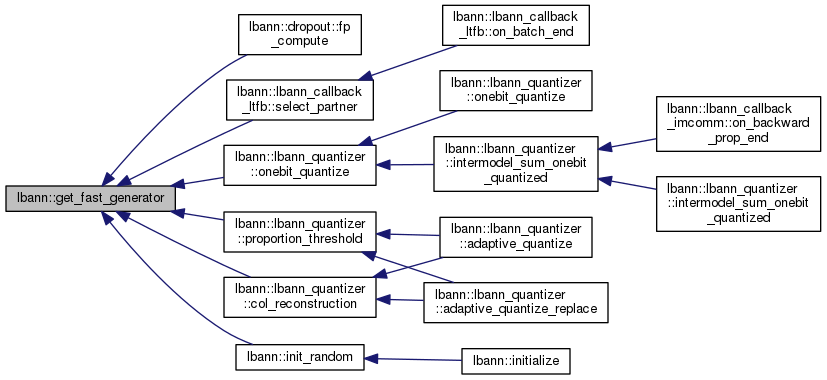 lbann::get_fast_generator
lbann::dropout::fp
_compute
lbann::lbann_callback
_ltfb::select_partner
lbann::lbann_callback
_ltfb::on_batch_end
lbann::lbann_quantizer
::onebit_quantize
lbann::lbann_quantizer
::onebit_quantize
lbann::lbann_quantizer
::intermodel_sum_onebit
_quantized
lbann::lbann_callback
_imcomm::on_backward
_prop_end
lbann::lbann_quantizer
::intermodel_sum_onebit
_quantized
lbann::lbann_quantizer
::proportion_threshold
lbann::lbann_quantizer
::adaptive_quantize
lbann::lbann_quantizer
::adaptive_quantize_replace
lbann::lbann_quantizer
::col_reconstruction
lbann::init_random
lbann::initialize